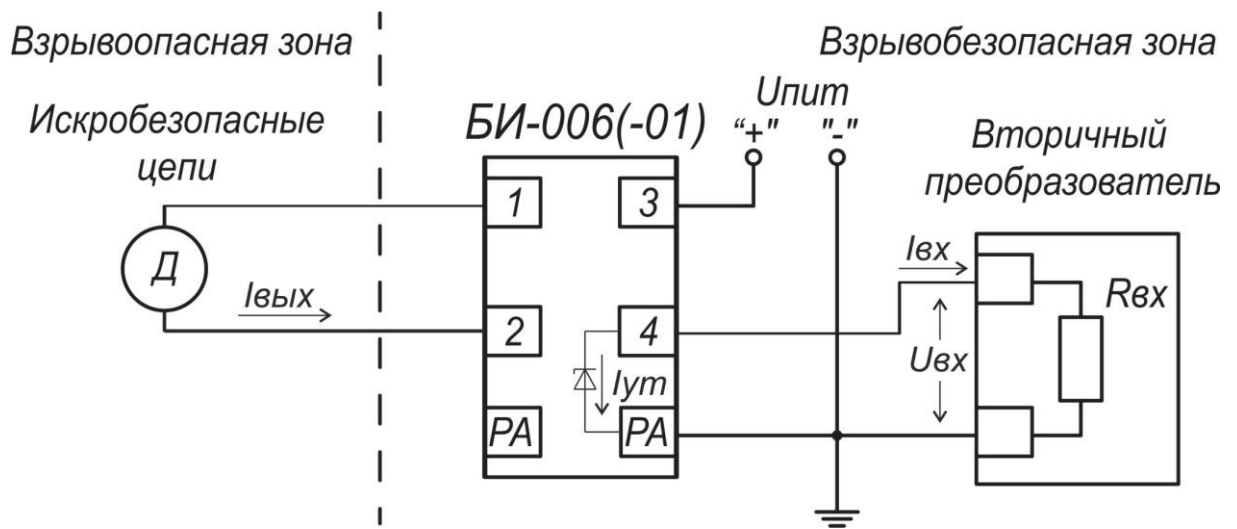 Взрывоопасная зона
Взрывобезопасная зона
Искробезопасные
цепи
БИ-006(-01)
Uпит
“+"
"-"
Вторичный
преобразователь
1
3
Д
Iвых
Iвх
Rвх
2
4
Uвх
Iут
PA
PA